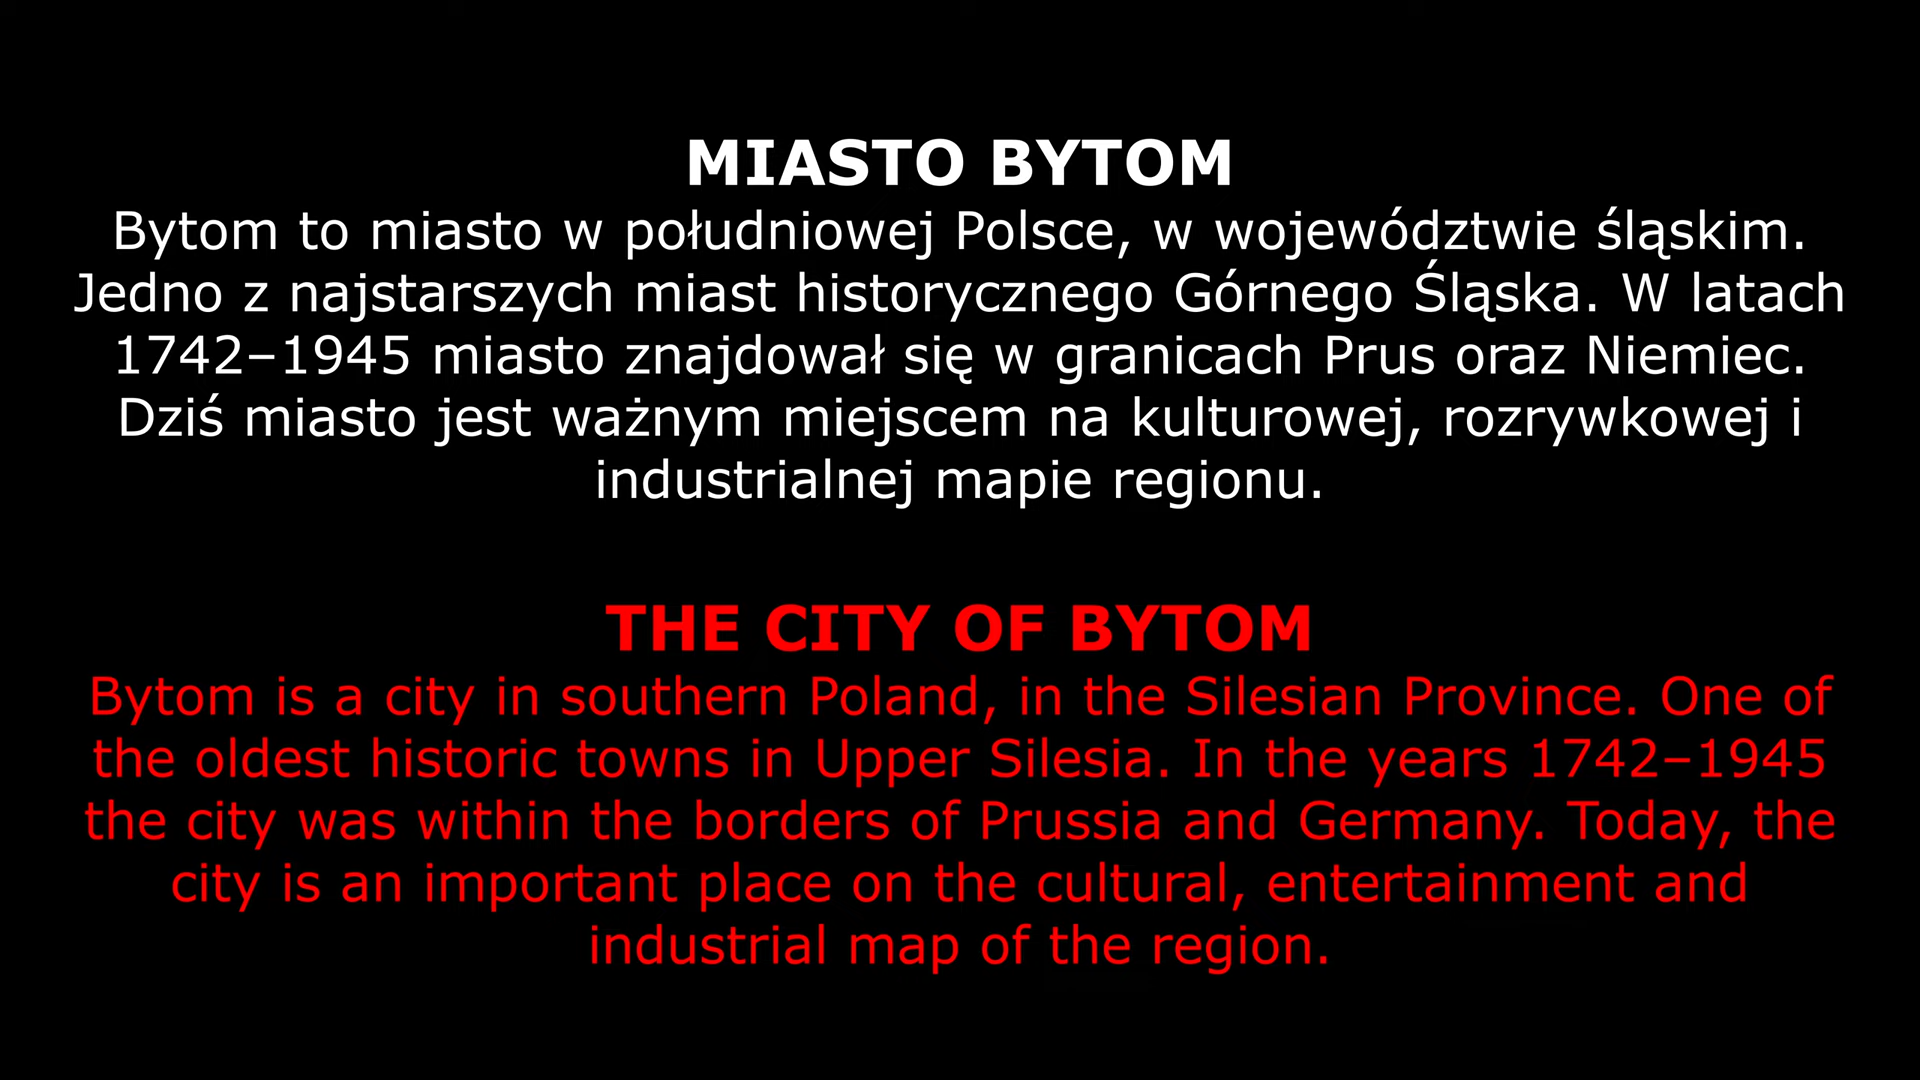 MIASTO BYTOM
Bytom to miasto w południowej Polsce, w województwie śląskim.
Jedno z najstarszych miast historycznego Górnego Śląska. W latach
1742–1945 miasto znajdował się w granicach Prus oraz Niemiec.
Dziś miasto jest ważnym miejscem na kulturowej, rozrywkowej i
industrialnej mapie regionu.
THE CITY OF BYTOM
Bytom is a city in southern Poland, in the Silesian Province. One of
the oldest historic towns in Upper Silesia. In the years 1742–1945
the city was within the borders of Prussia and Germany. Today, the
city is an important place on the cultural, entertainment and
industrial map of the region.